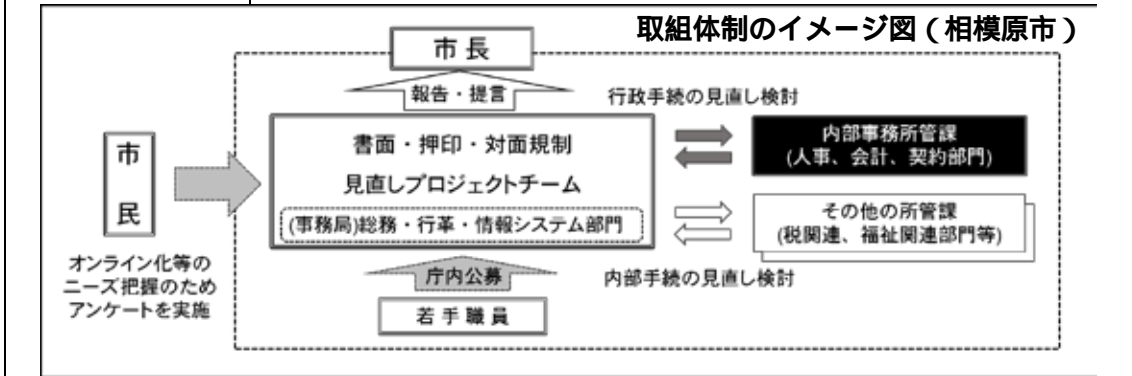 取組体制のイメージ図(相模原市)
市長
報告・提言
行政手続の見直し検討
市
民
書面・押印・対面規制
見直しプロジェクトチーム
(事務局)総務・行革・情報システム部門
内部事務所管課
(人事、会計、契約部門)
その他の所管課
(税関連、福祉関連部門等)
オンライン化等の
ニーズ把握のため
アンケートを実施
庁内公募
内部手続の見直し検討
若手職員